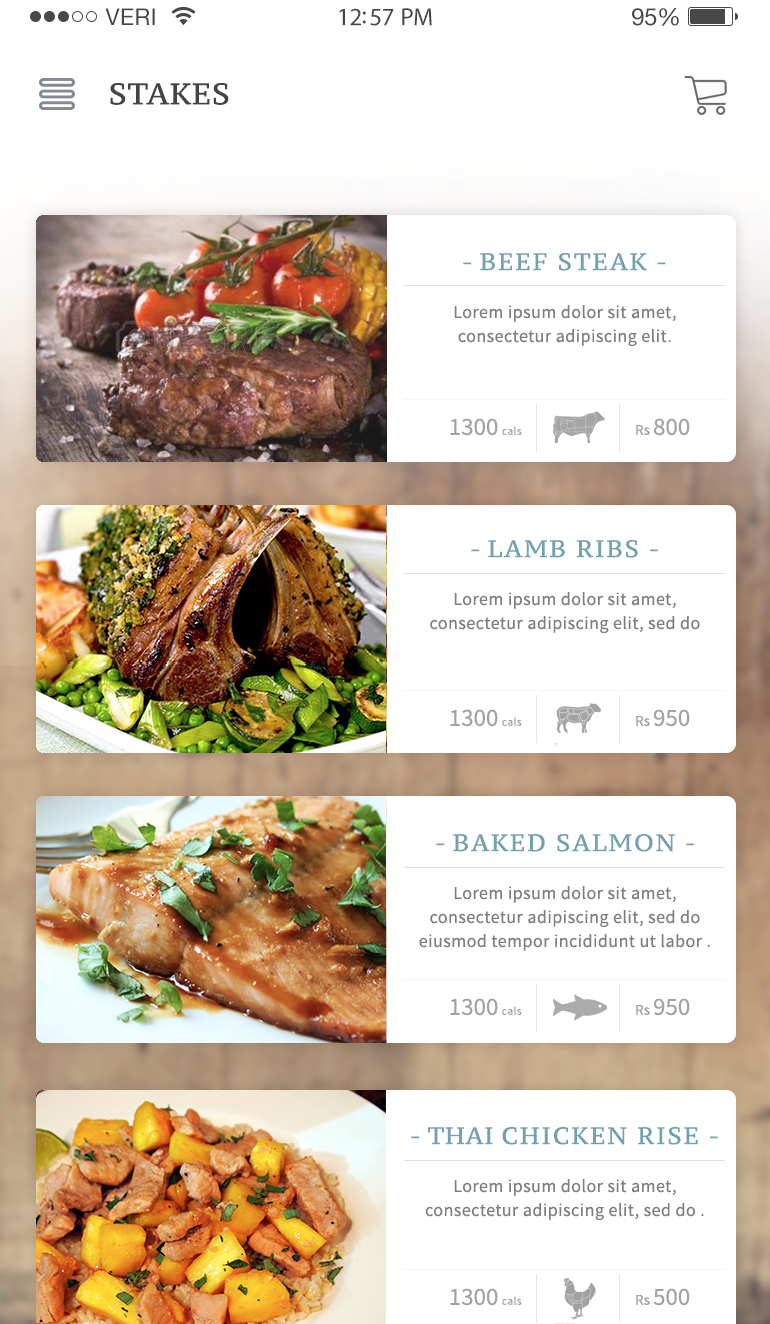 VERI 12:57 PM 95%
STAKES
- BEEF STEAK -
Lorem ipsum dolor sit amet,
consectetur adipiscing elit.
1300 cals Rs 800
- LAMB RIBS -
Lorem ipsum dolor sit amet,
consectetur adipiscing elit, sed do
1300 cals Rs 950
- BAKED SALMON -
Lorem ipsum dolor sit amet,
consectetur adipiscing elit, sed do
eiusmod tempor incididunt ut labor .
1300 cals Rs 950
- THAI CHICKEN RISE -
Lorem ipsum dolor sit amet,
consectetur adipiscing elit, sed do .
1300 cals Rs 500